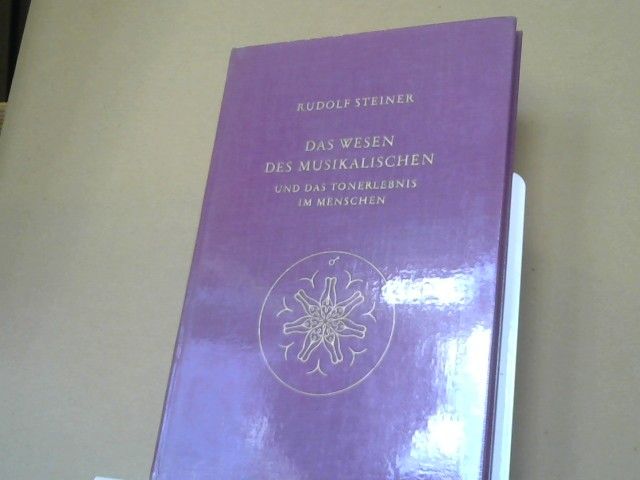 RUDOLF STEINER
DAS WESEN
DES MUSIKALISCHEN
UND DAS TONERLEBNIS
IM MENSCHEN